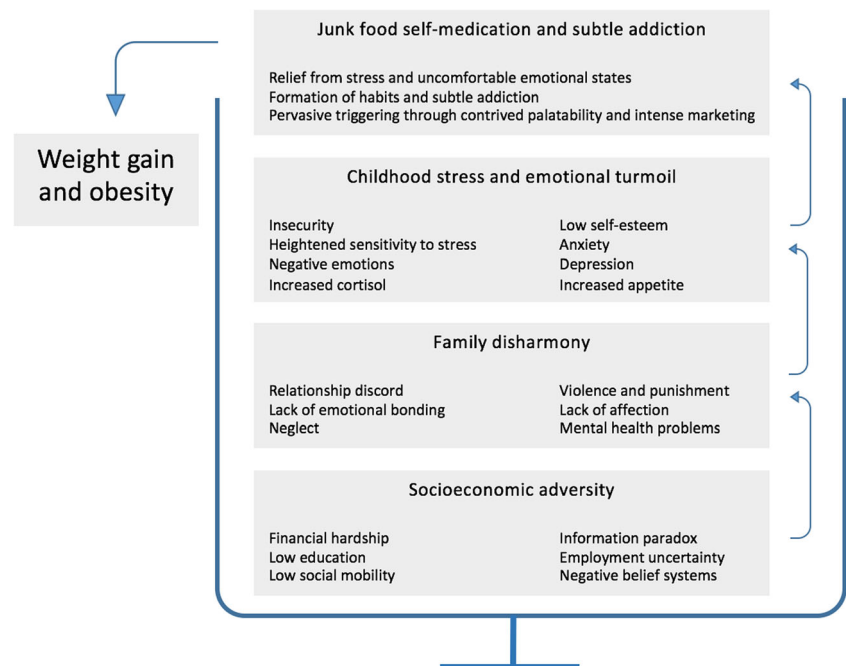 Junk food self-medication and subtle addiction
Relief from stress and uncomfortable emotional states
Formation of habits and subtle addiction
Pervasive triggering through contrived palatability and intense marketing
Weight gain
and obesity
Childhood stress and emotional turmoil
Insecurity
Heightened sensitivity to stress
Negative emotions
Increased cortisol
Low self-esteem
Anxiety
Depression
Increased appetite
Family disharmony
Relationship discord
Lack of emotional bonding
Neglect
Violence and punishment
Lack of affection
Mental health problems
Socioeconomic adversity
Financial hardship
Low education
Low social mobility
Information paradox
Employment uncertainty
Negative belief systems